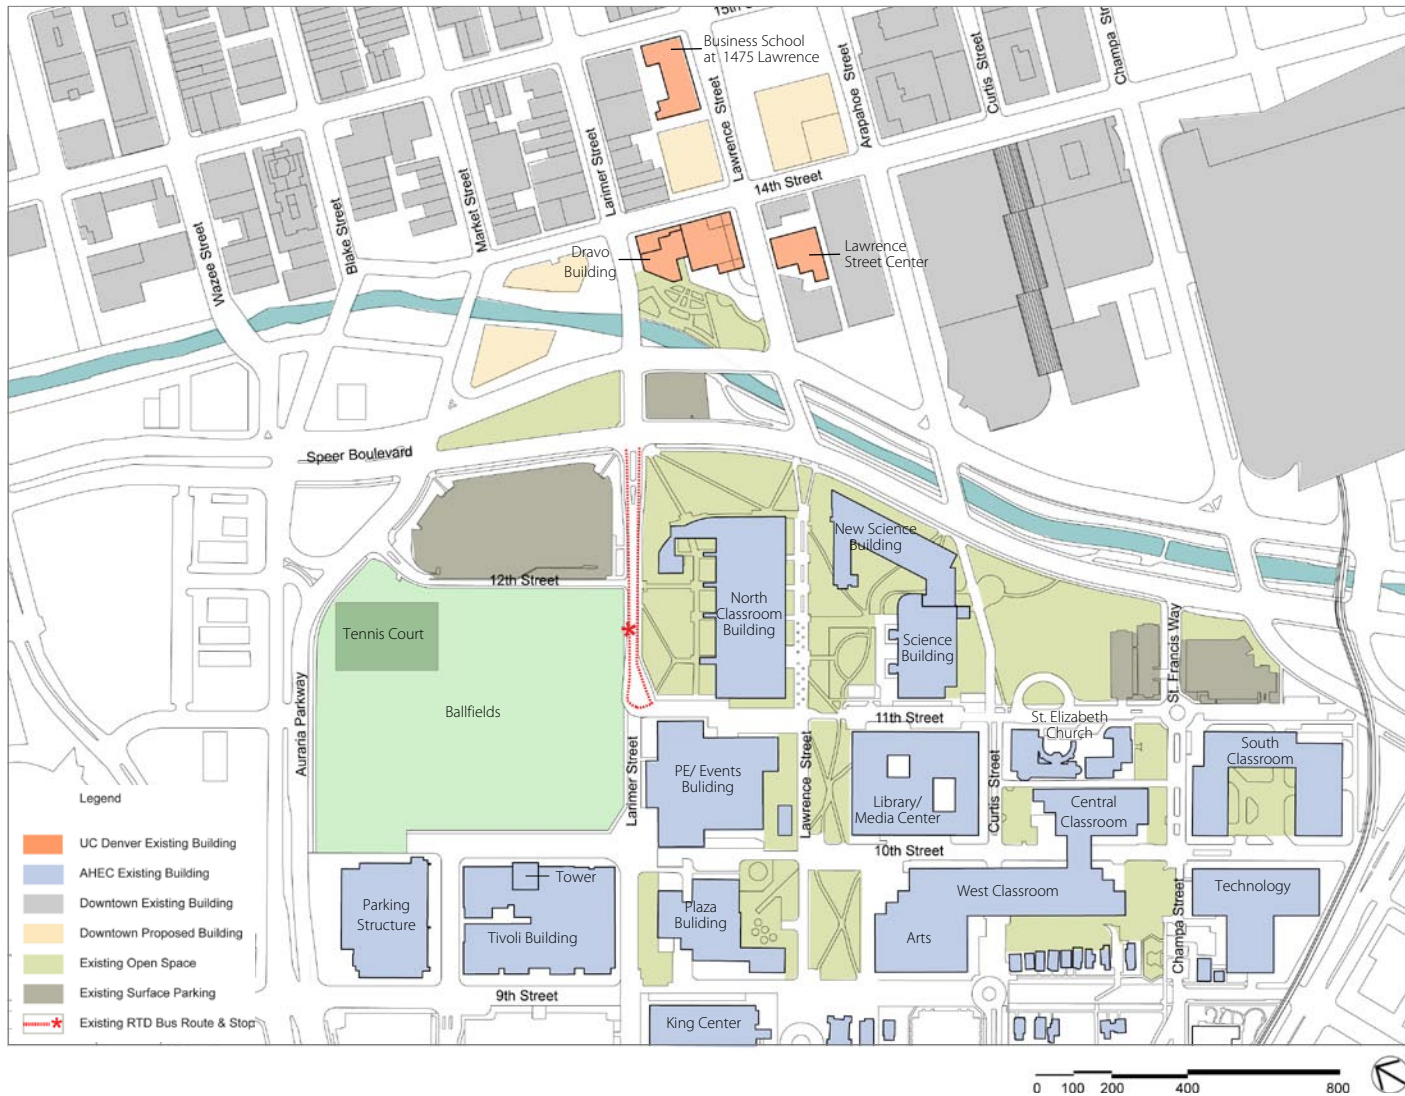 15th S
Business School
at 1475 Lawrence
Lawrence Street
Arapahoe Street
Curtis Street
Champa Str
Larimer Street
Market Street
Blake Street
Wazee Street
14th Street
Dravo
Building
Lawrence
Street Center
Speer Boulevard
12th Street
New Science
Building
North
Classroom
Building
Science
Building
Tennis Court
Ballfields
Auraria Parkway
St. Francis Way
11th Street
St. Elizabeth
Church
South
Classroom
Larimer Street
PE/ Events
Buliding
Lawrence Street
Library/
Media Center
Curtis Street
Central
Classroom
10th Street
Legend
UC Denver Existing Building
AHEC Existing Building
Downtown Existing Building
Downtown Proposed Building
Existing Open Space
Existing Surface Parking
* Existing RTD Bus Route & Stop
Parking
Structure
Tower
Tivoli Building
Plaza
Buliding
West Classroom
Arts
Champa Street
Technology
9th Street
King Center
0 100 200 400 800